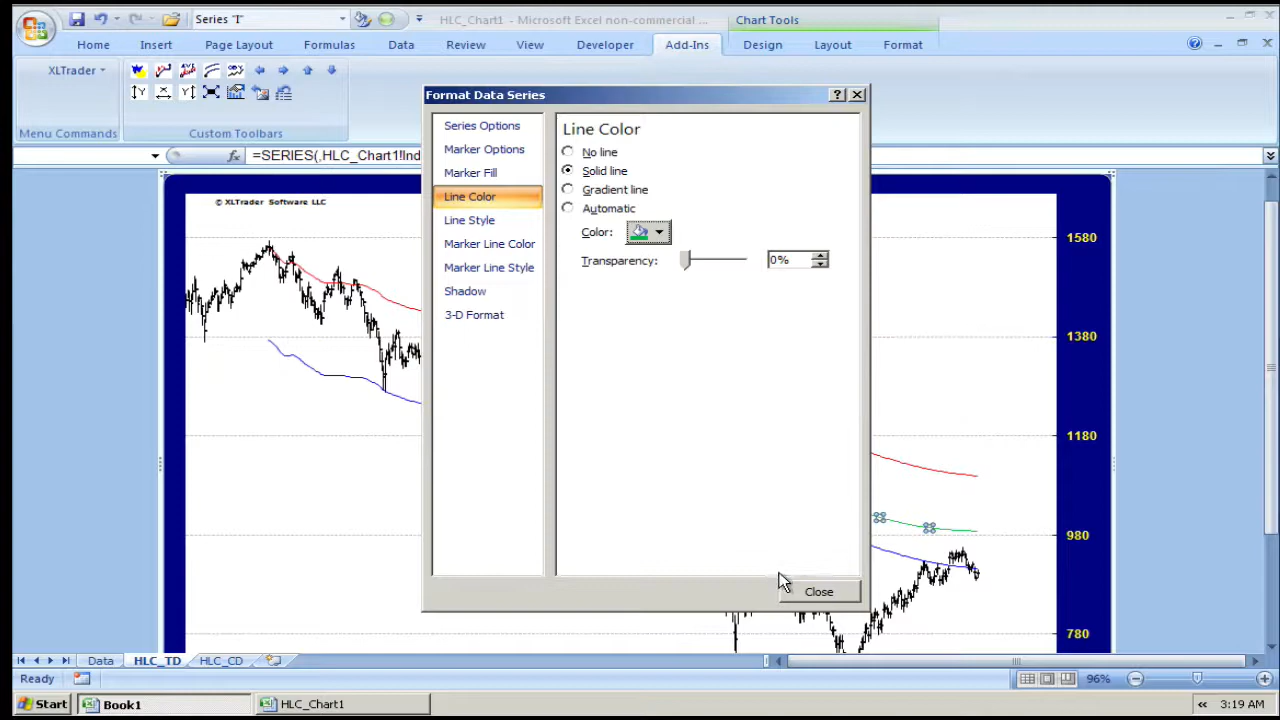 Series "T"
HLC_Chart1 - Microsoft Excel non-commercial ...
Chart Tools
Home
Insert
Page Layout
Formulas
Data
Review
View
Developer
Add-Ins
Design
Layout
Format
XLTrader
Menu Commands
Custom Toolbars
=SERIES(,HLC_Chart1!Ind
Format Data Series
Series Options
Marker Options
Marker Fill
Line Color
Line Style
Marker Line Color
Marker Line Style
Shadow
3-D Format
Line Color
No line
Solid line
Gradient line
Automatic
Color:
Transparency:
0%
Close
© XLTrader Software LLC
1580
1380
1180
980
780
Data
HLC_TD
HLC_CD
Ready
96%
Start
Book1
HLC_Chart1
3:19 AM